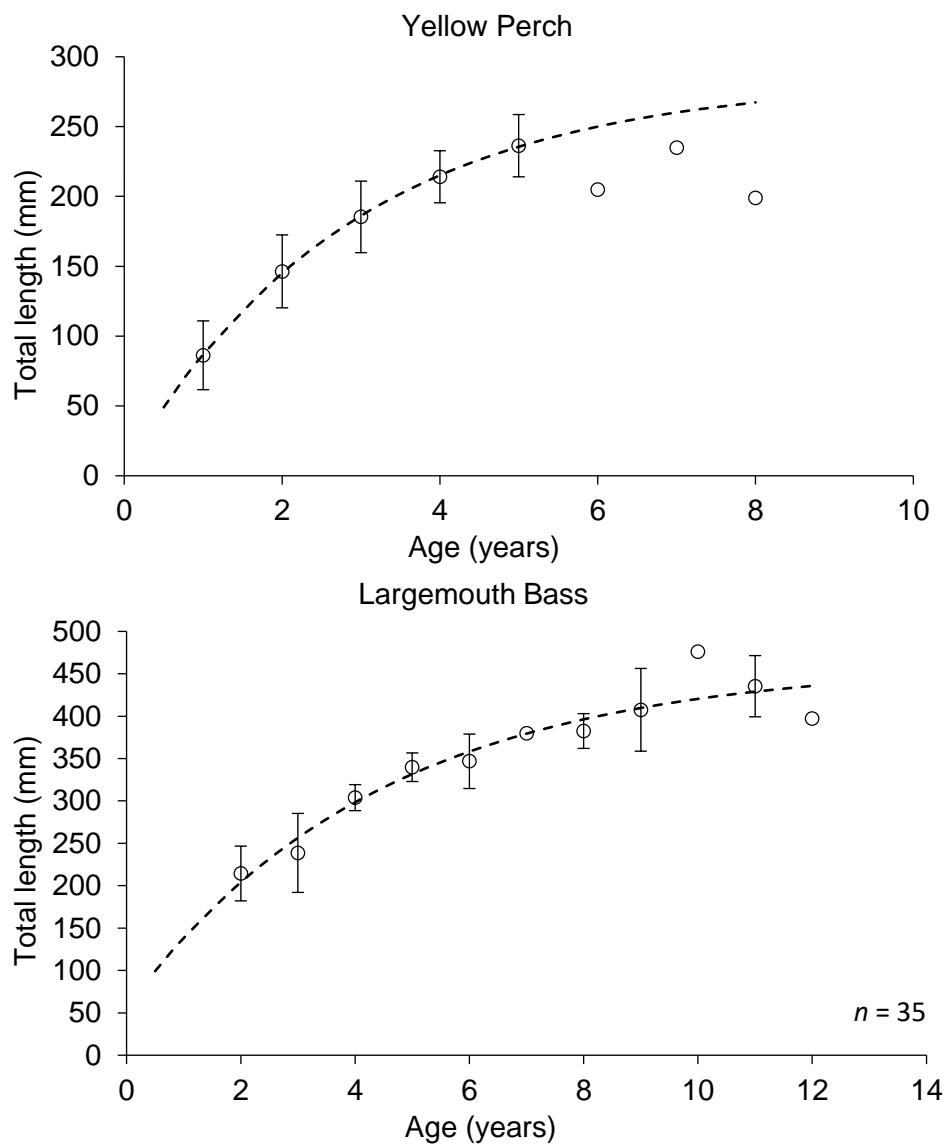 Yellow Perch
300
250
200
150
100
50
0
Total length (mm)
0 2 4 6 8 10
Age (years)
Largemouth Bass
500
450
400
350
300
250
200
150
100
50
0
Total length (mm)
n = 35
0 2 4 6 8 10 12 14
Age (years)